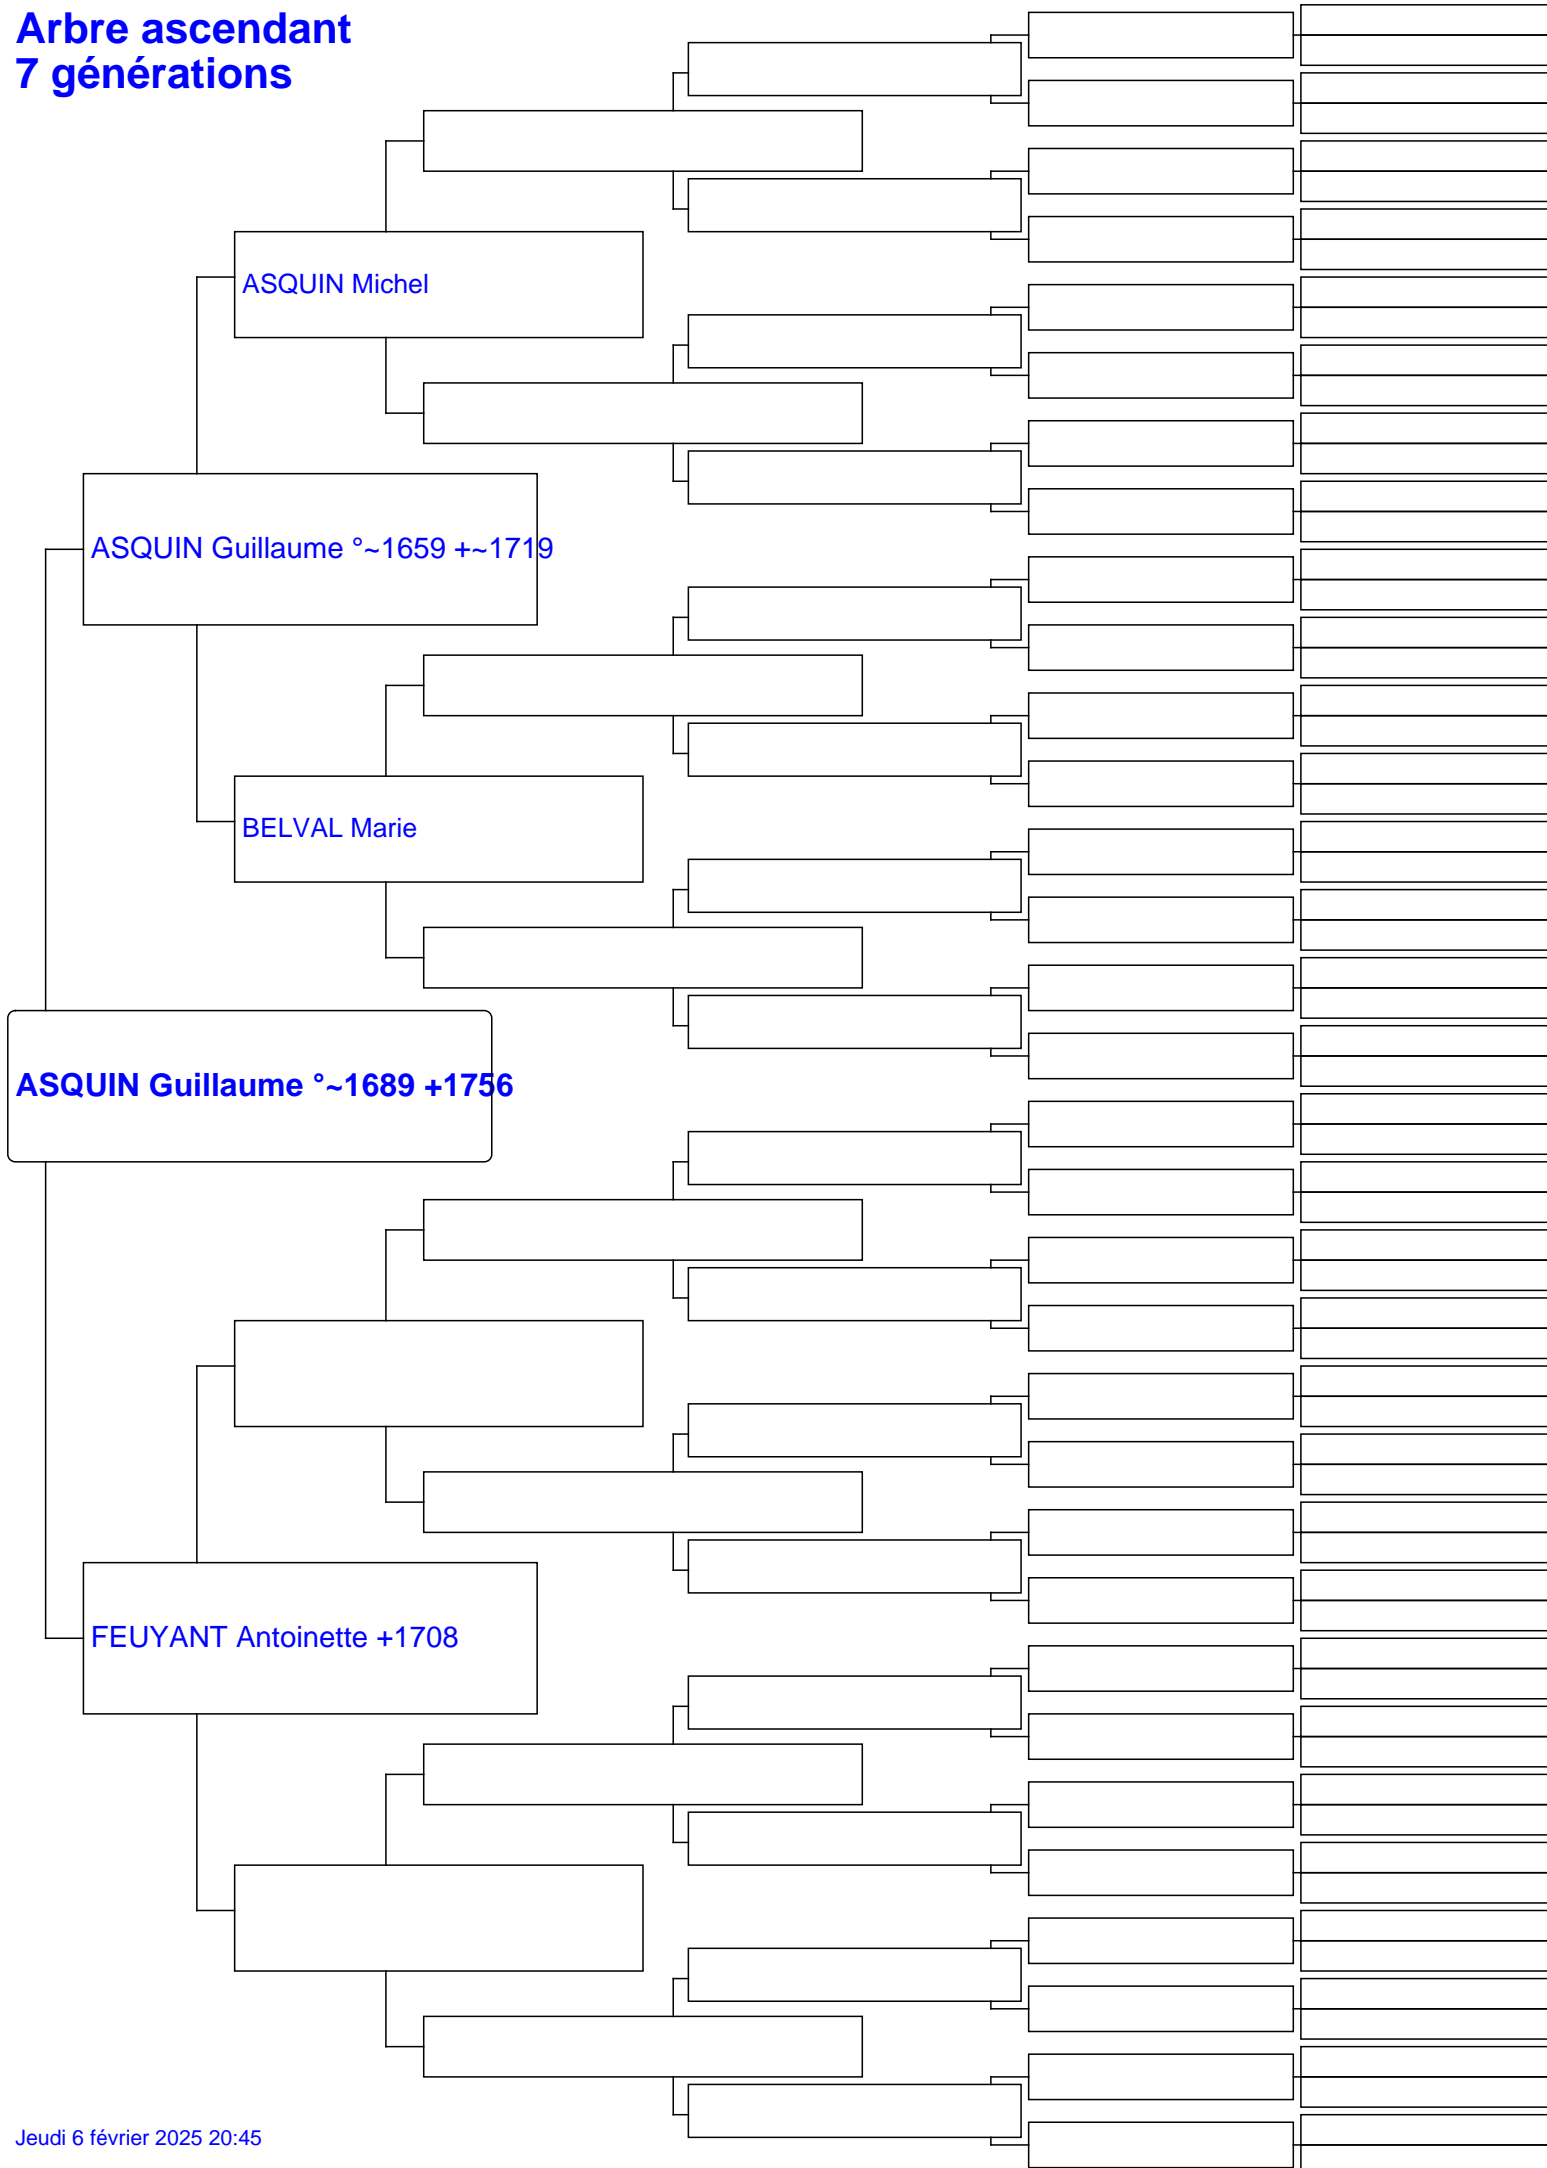 Arbre ascendant
7 générations
ASQUIN Michel
ASQUIN Guillaume °~1659 +~1719
BELVAL Marie
ASQUIN Guillaume °~1689 +1756
FEUYANT Antoinette +1708
Jeudi 6 février 2025 20:45